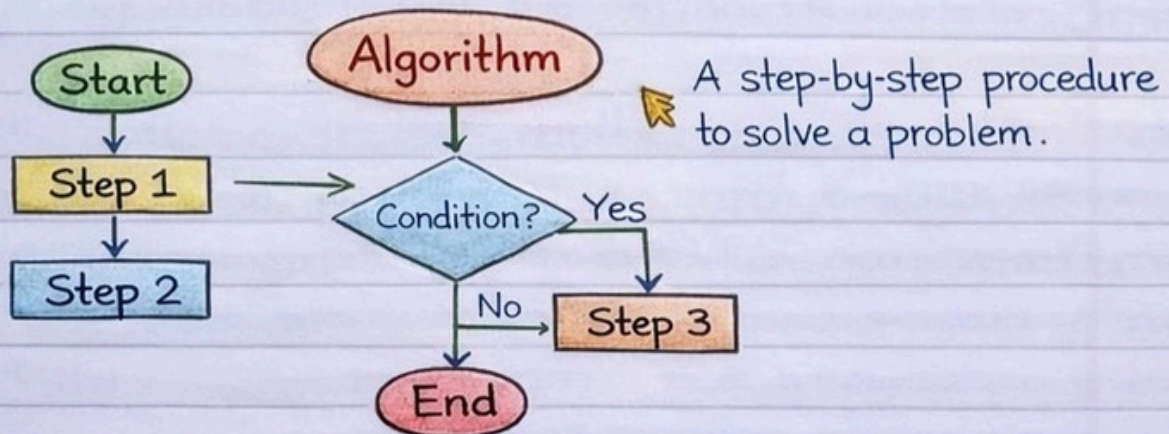 Start
Algorithm
A step-by-step procedure
to solve a problem.
Step 1
Condition?
Yes
Step 2
No
Step 3
End